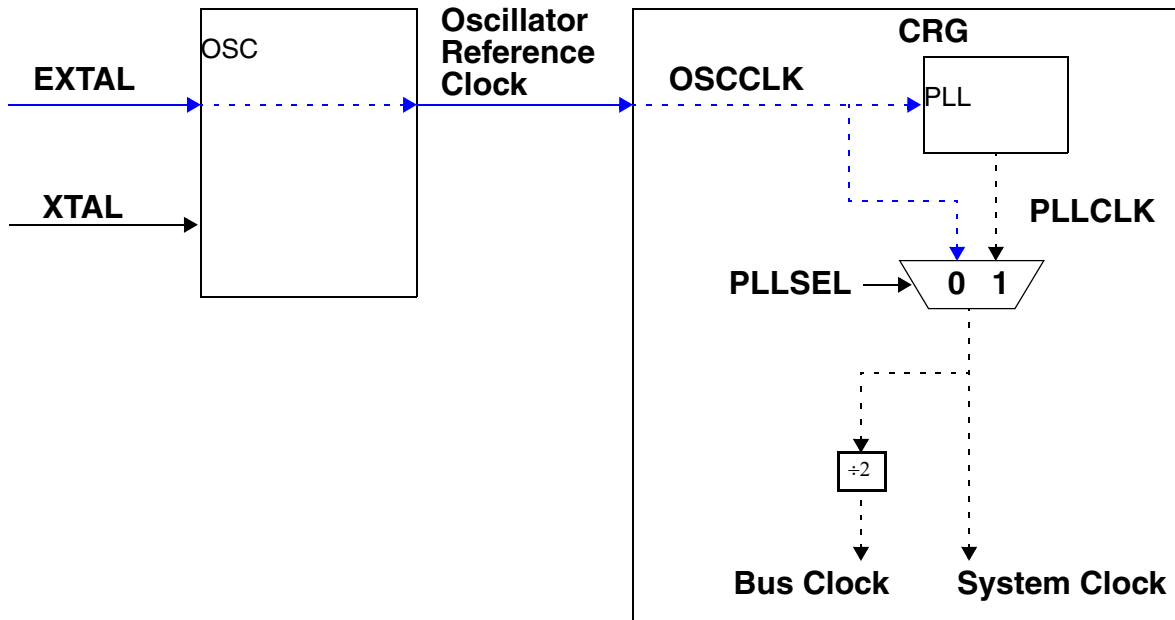 OSC
EXTAL
XTAL
Oscillator
Reference
Clock
CRG
OSCCLK
PLL
PLLCLK
PLLSEL
0 1
÷2
Bus Clock
System Clock